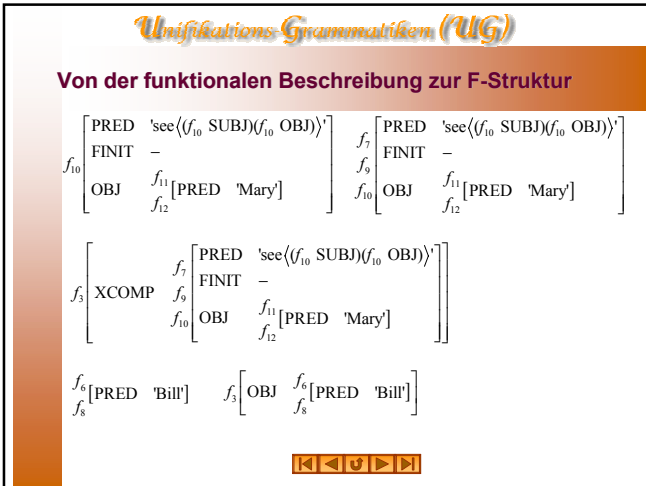 Unifikations-Grammatiken (UG)
Von der funktionalen Beschreibung zur F-Struktur
f10 [PRED 'see⟨(f10 SUBJ)(f10 OBJ)⟩'
FINIT –
OBJ f11 f12 [PRED 'Mary']]
f7 f9 f10 [PRED 'see⟨(f10 SUBJ)(f10 OBJ)⟩'
FINIT –
OBJ f11 f12 [PRED 'Mary']]
f3 [XCOMP f7 f9 f10 [PRED 'see⟨(f10 SUBJ)(f10 OBJ)⟩'
FINIT –
OBJ f11 f12 [PRED 'Mary']]]
f6 f8 [PRED 'Bill'] f3 [OBJ f6 f8 [PRED 'Bill']]